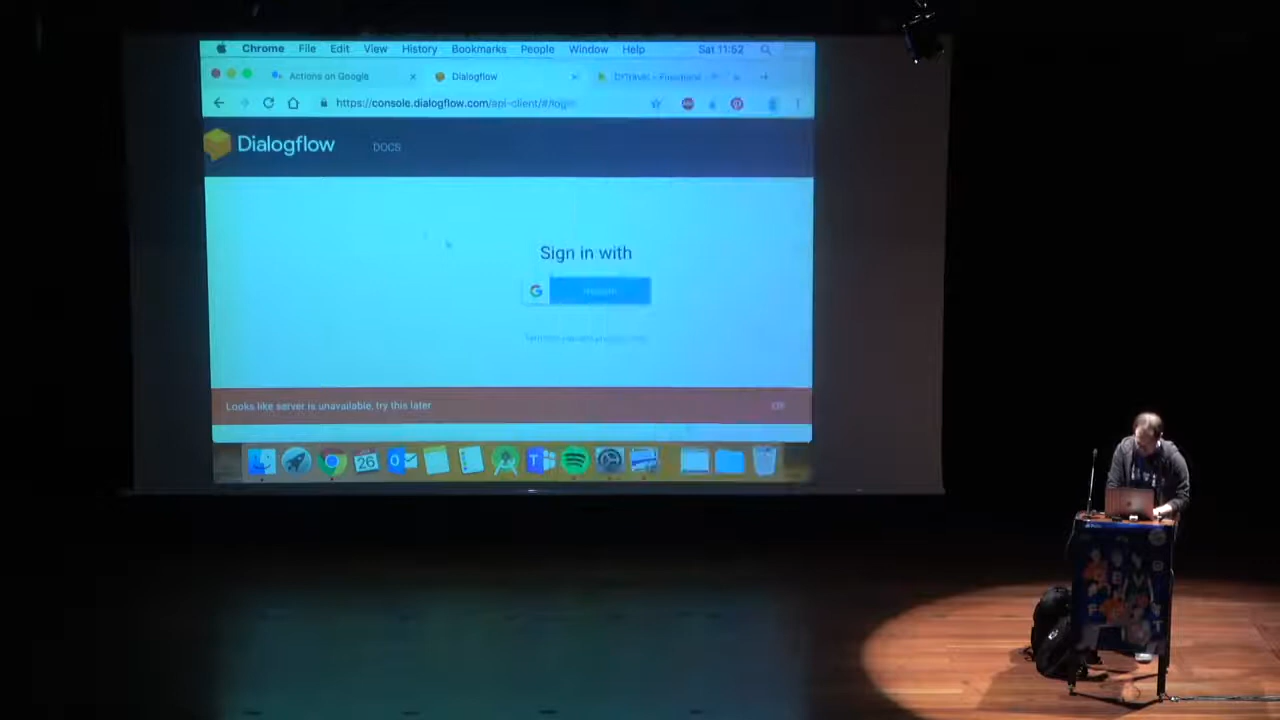 Chrome File Edit View History Bookmarks People Window Help Sat 11:52
Actions on Google Dialogflow
https://console.dialogflow.com/api-client/#/login
Dialogflow DOCS
Sign in with
G
Looks like server is unavailable, try this later
26